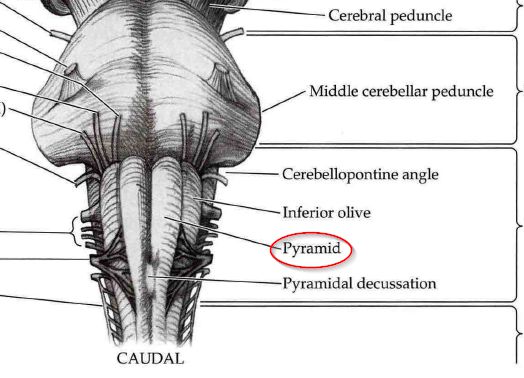 Cerebral peduncle
Middle cerebellar peduncle
)
Cerebellopontine angle
Inferior olive
Pyramid
Pyramidal decussation
CAUDAL